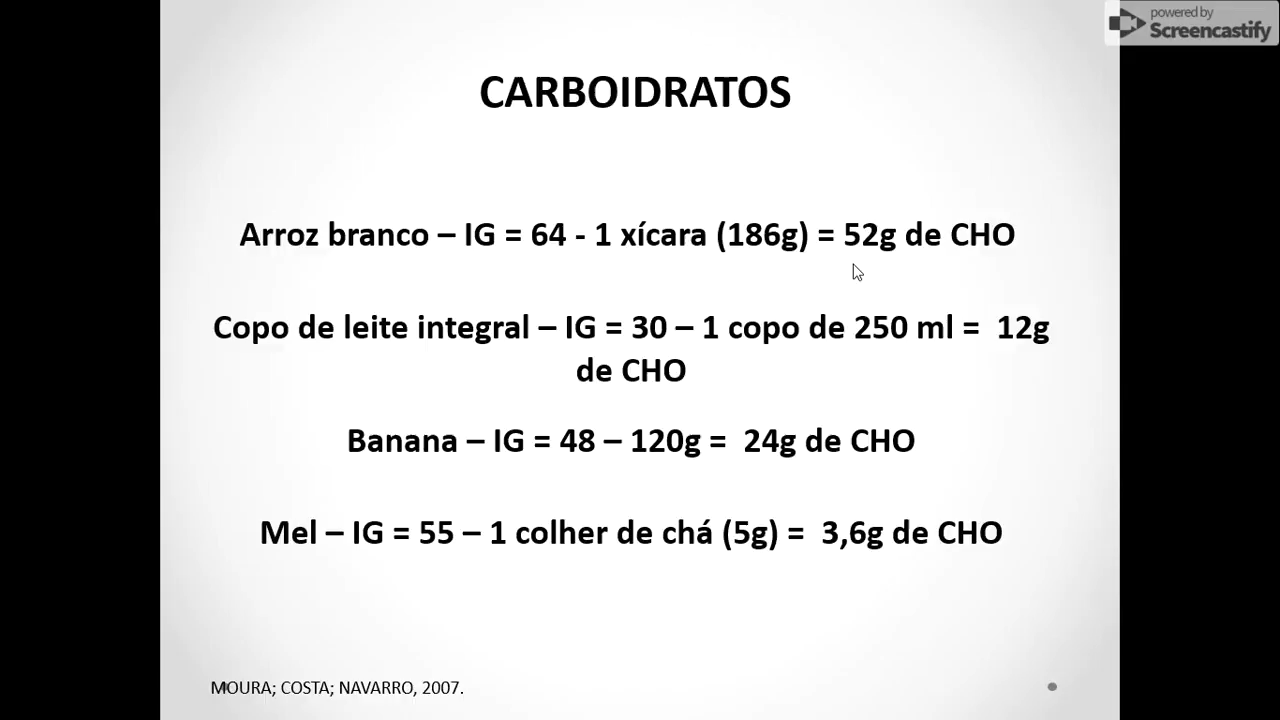 powered by
Screencastify
CARBOIDRATOS
Arroz branco – IG = 64 - 1 xícara (186g) = 52g de CHO
Copo de leite integral – IG = 30 – 1 copo de 250 ml = 12g
de CHO
Banana – IG = 48 – 120g = 24g de CHO
Mel – IG = 55 – 1 colher de chá (5g) = 3,6g de CHO
MOURA; COSTA; NAVARRO, 2007.